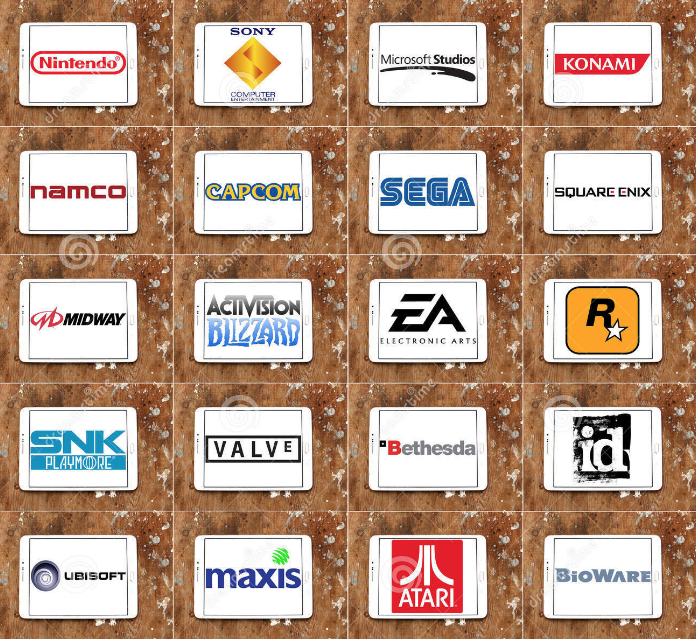 Nintendo
SONY
COMPUTER
ENTERTAINMENT
Microsoft Studios
KONAMI
namco
CAPCOM
SEGA
SQUARE ENIX
MIDWAY
ACTIVISION
BLIZZARD
EA
ELECTRONIC ARTS
R
SNK
PLAYMORE
VALVE
Bethesda
id
UBISOFT
maxis
ATARI
BIOWARE
dreamstime